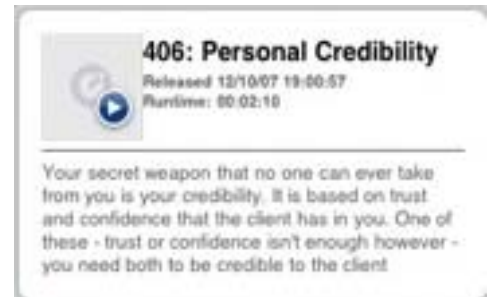 406: Personal Credibility
Released 12/10/07 19:00:57
Runtime: 00:02:10
Your secret weapon that no one can ever take
from you is your credibility. It is based on trust
and confidence that the client has in you. One of
these - trust or confidence isn't enough however -
you need both to be credible to the client